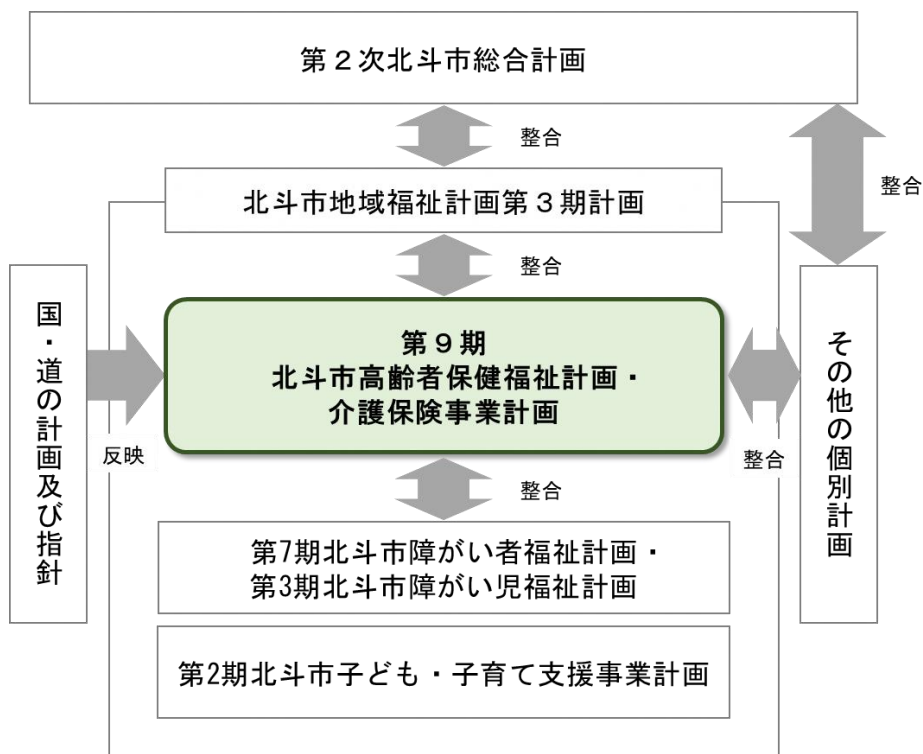 第２次北斗市総合計画
整合
整合
北斗市地域福祉計画第３期計画
整合
国・道の計画及び指針
反映
第９期
北斗市高齢者保健福祉計画・
介護保険事業計画
整合
その他の個別計画
整合
第7期北斗市障がい者福祉計画・
第3期北斗市障がい児福祉計画
第2期北斗市子ども・子育て支援事業計画